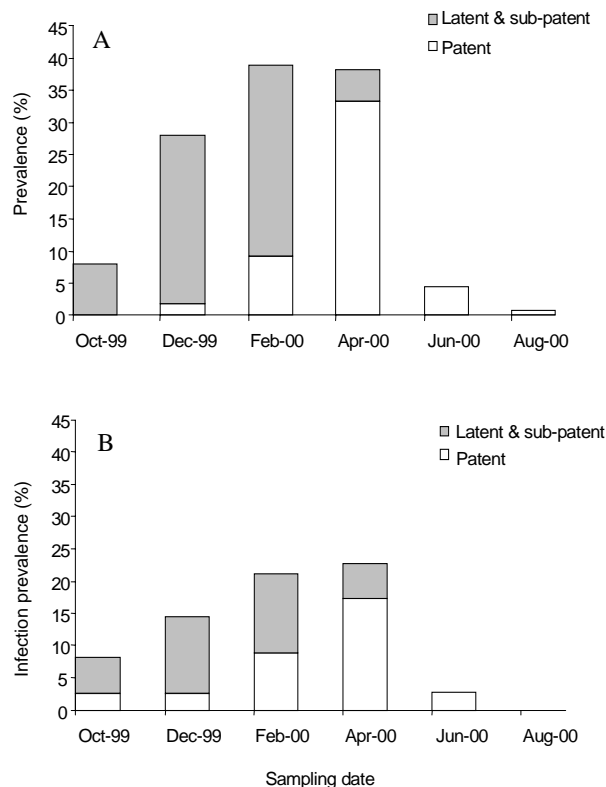 A
Latent & sub-patent
Patent
Prevalence (%)
45
40
35
30
25
20
15
10
5
0
Oct-99 Dec-99 Feb-00 Apr-00 Jun-00 Aug-00
B
Latent & sub-patent
Patent
Infection prevalence (%)
45
40
35
30
25
20
15
10
5
0
Oct-99 Dec-99 Feb-00 Apr-00 Jun-00 Aug-00
Sampling date